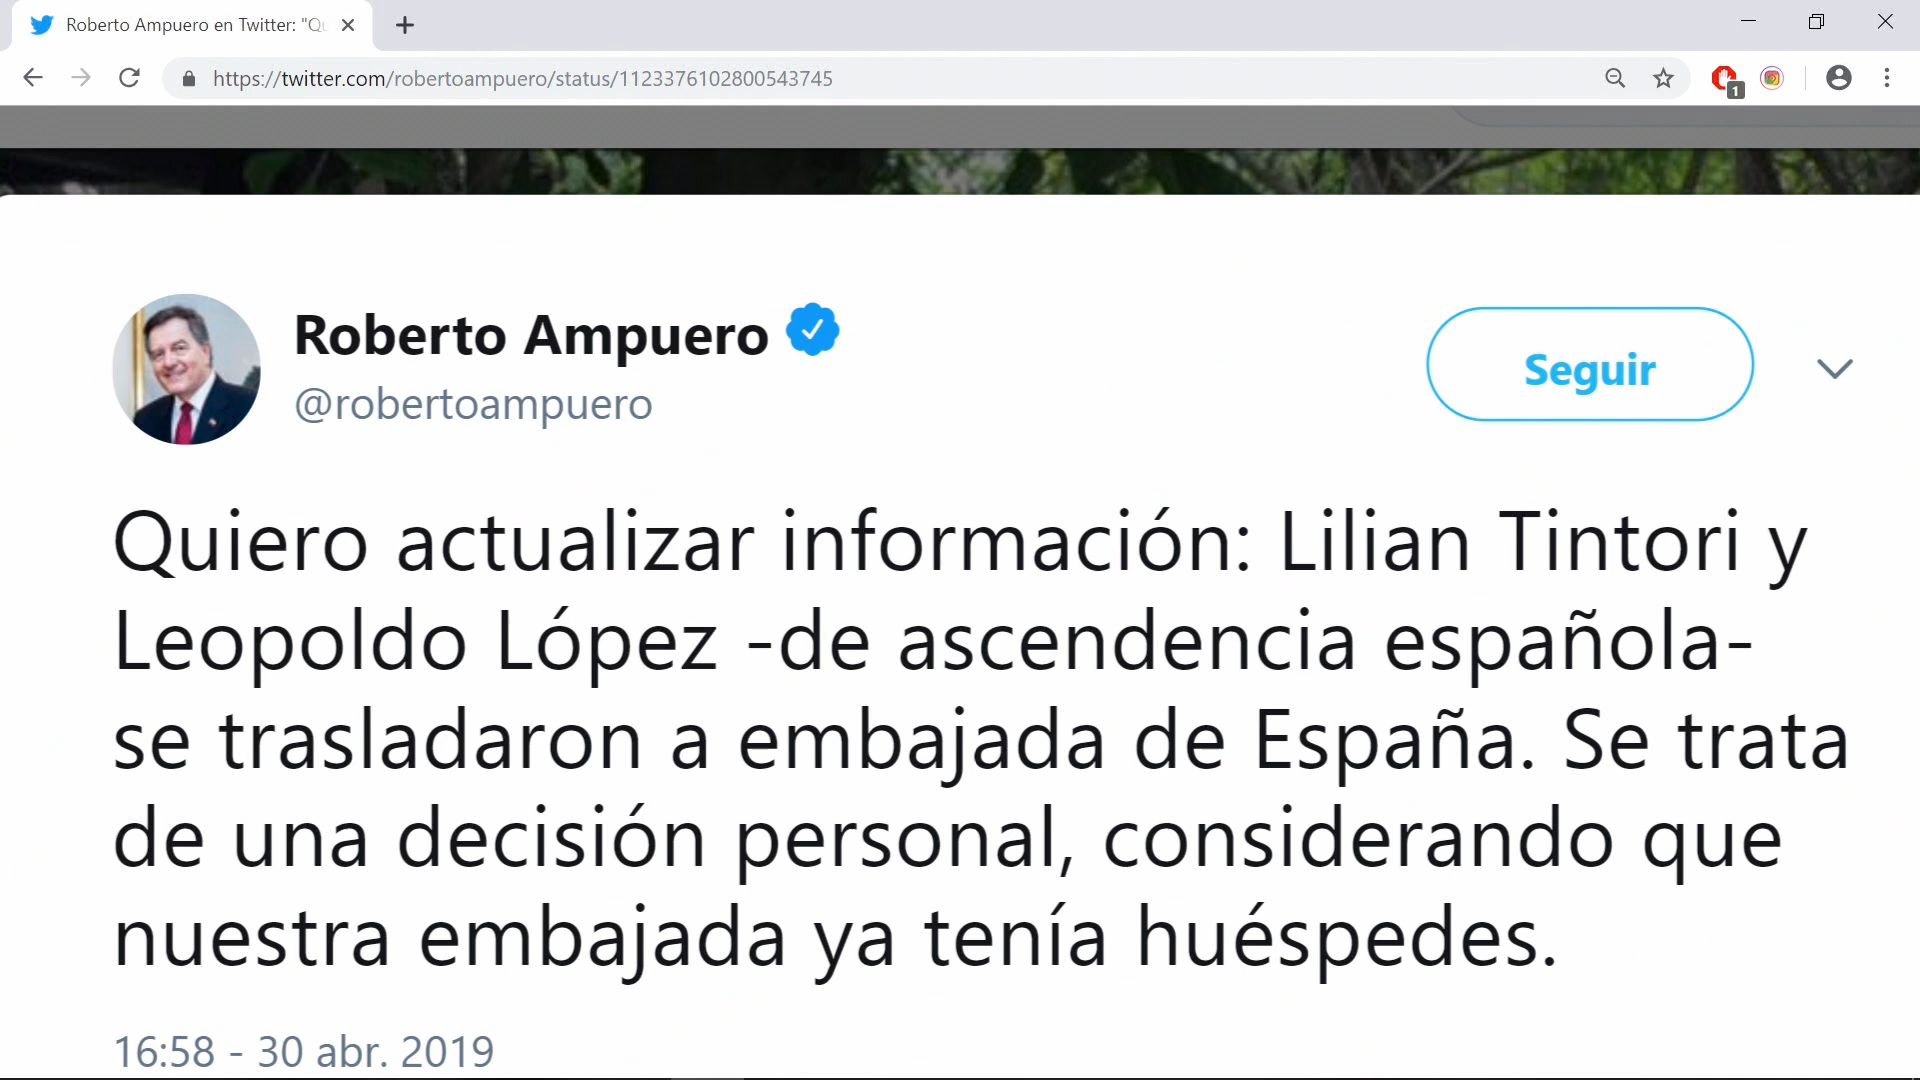 Roberto Ampuero en Twitter: "Qu
https://twitter.com/robertoampuero/status/1123376102800543745
1
Roberto Ampuero
@robertoampuero
Seguir
Quiero actualizar información: Lilian Tintori y
Leopoldo López -de ascendencia española-
se trasladaron a embajada de España. Se trata
de una decisión personal, considerando que
nuestra embajada ya tenía huéspedes.
16:58 - 30 abr. 2019